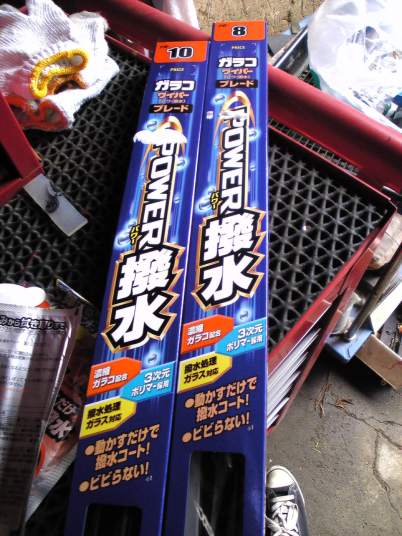 10
PRICE
ガラコ
ワイパー
ブレード
POWER
パワー
撥水
濃縮
ガラコ配合
3次元
ポリマー採用
撥水処理
ガラス対応
●動かすだけで
撥水コート!
●ビビらない!
8
PRICE
ガラコ
ワイパー
ブレード
POWER
パワー
撥水
濃縮
ガラコ配合
3次元
ポリマー採用
撥水処理
ガラス対応
●動かすだけで
撥水コート!
●ビビらない!